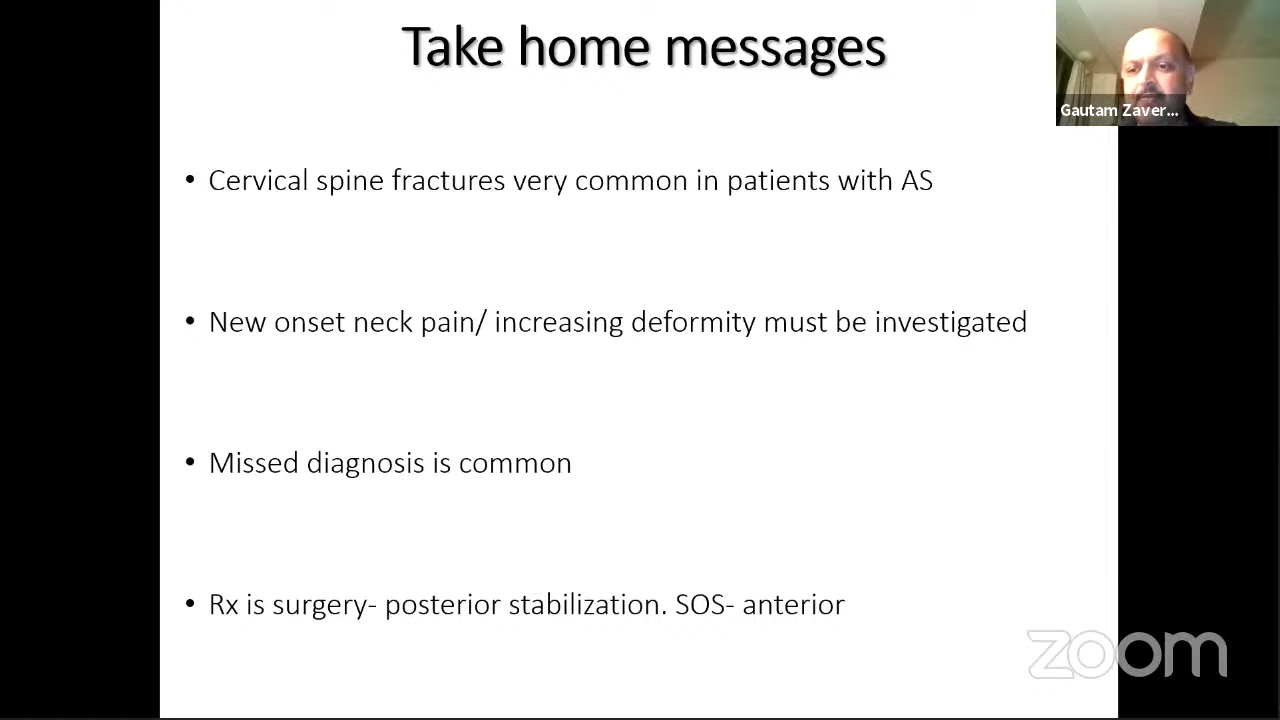 Take home messages
Gautam Zaver...
• Cervical spine fractures very common in patients with AS
• New onset neck pain/ increasing deformity must be investigated
• Missed diagnosis is common
• Rx is surgery- posterior stabilization. SOS- anterior
zoom